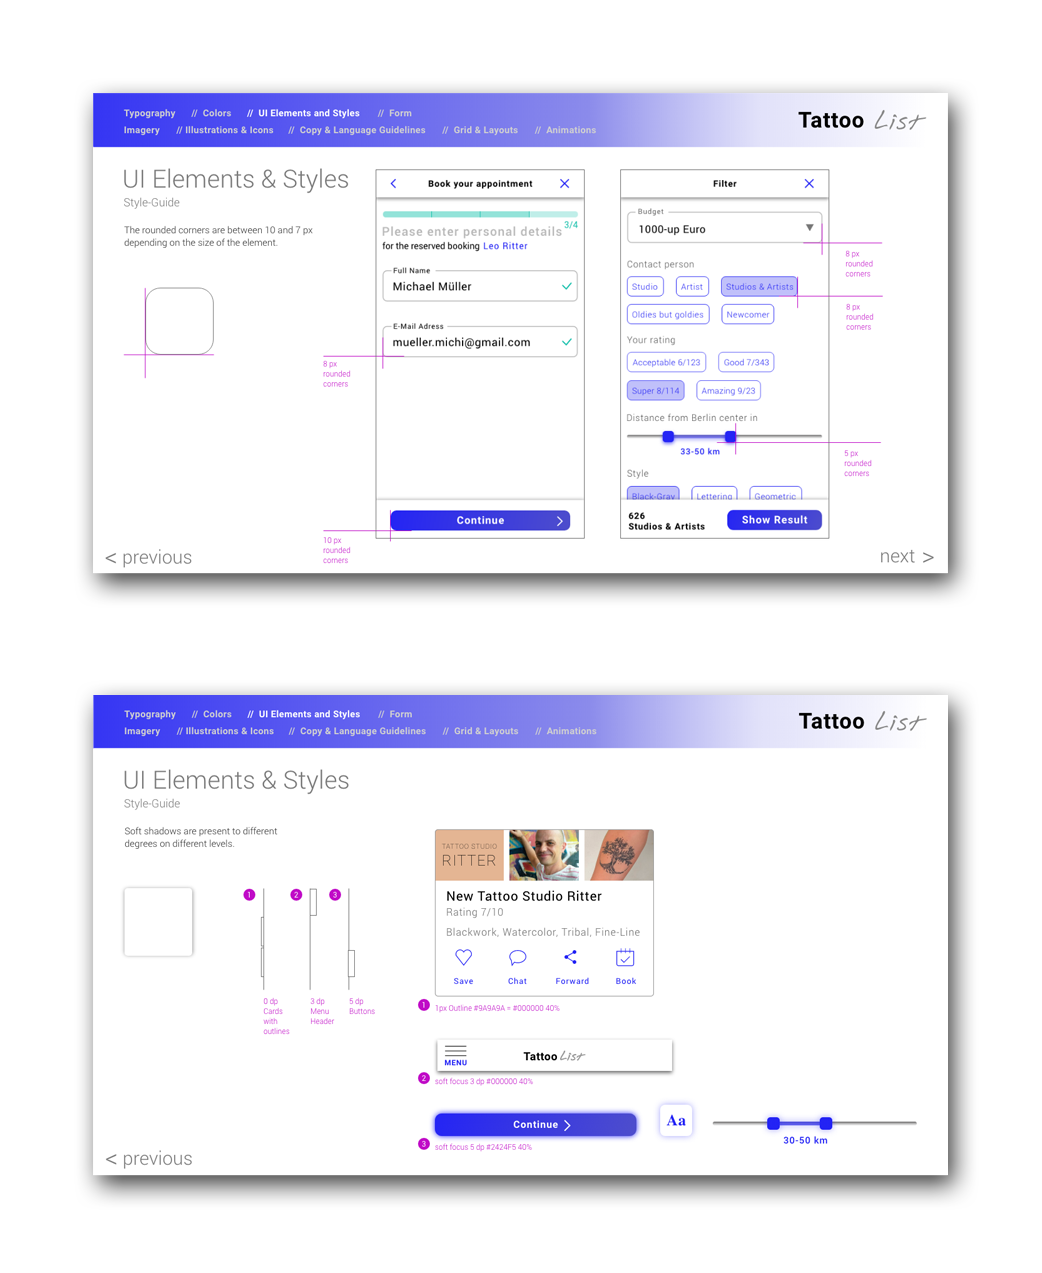 Typography // Colors // UI Elements and Styles // Form
Imagery // Illustrations & Icons // Copy & Language Guidelines // Grid & Layouts // Animations
Tattoo List
UI Elements & Styles
Style-Guide
The rounded corners are between 10 and 7 px
depending on the size of the element.
Book your appointment
3/4
Please enter personal details
for the reserved booking Leo Ritter
Full Name
Michael Müller
E-Mail Adress
mueller.michi@gmail.com
8 px
rounded
corners
Continue
10 px
rounded
corners
Filter
Budget
1000-up Euro
8 px
rounded
corners
Contact person
Studio Artist Studios & Artists
8 px
rounded
corners
Oldies but goldies Newcomer
Your rating
Acceptable 6/123 Good 7/343
Super 8/114 Amazing 9/23
Distance from Berlin center in
33-50 km
5 px
rounded
corners
Style
Black-Gray Lettering Geometric
626
Studios & Artists
Show Result
< previous
next >
Typography // Colors // UI Elements and Styles // Form
Imagery // Illustrations & Icons // Copy & Language Guidelines // Grid & Layouts // Animations
Tattoo List
UI Elements & Styles
Style-Guide
Soft shadows are present to different
degrees on different levels.
1 2 3
0 dp
Cards
with
outlines
3 dp
Menu
Header
5 dp
Buttons
TATTOO STUDIO
RITTER
New Tattoo Studio Ritter
Rating 7/10
Blackwork, Watercolor, Tribal, Fine-Line
Save Chat Forward Book
1 1px Outline #9A9A9A = #000000 40%
MENU
Tattoo List
2 soft focus 3 dp #000000 40%
Continue
Aa
30-50 km
3 soft focus 5 dp #2424F5 40%
< previous